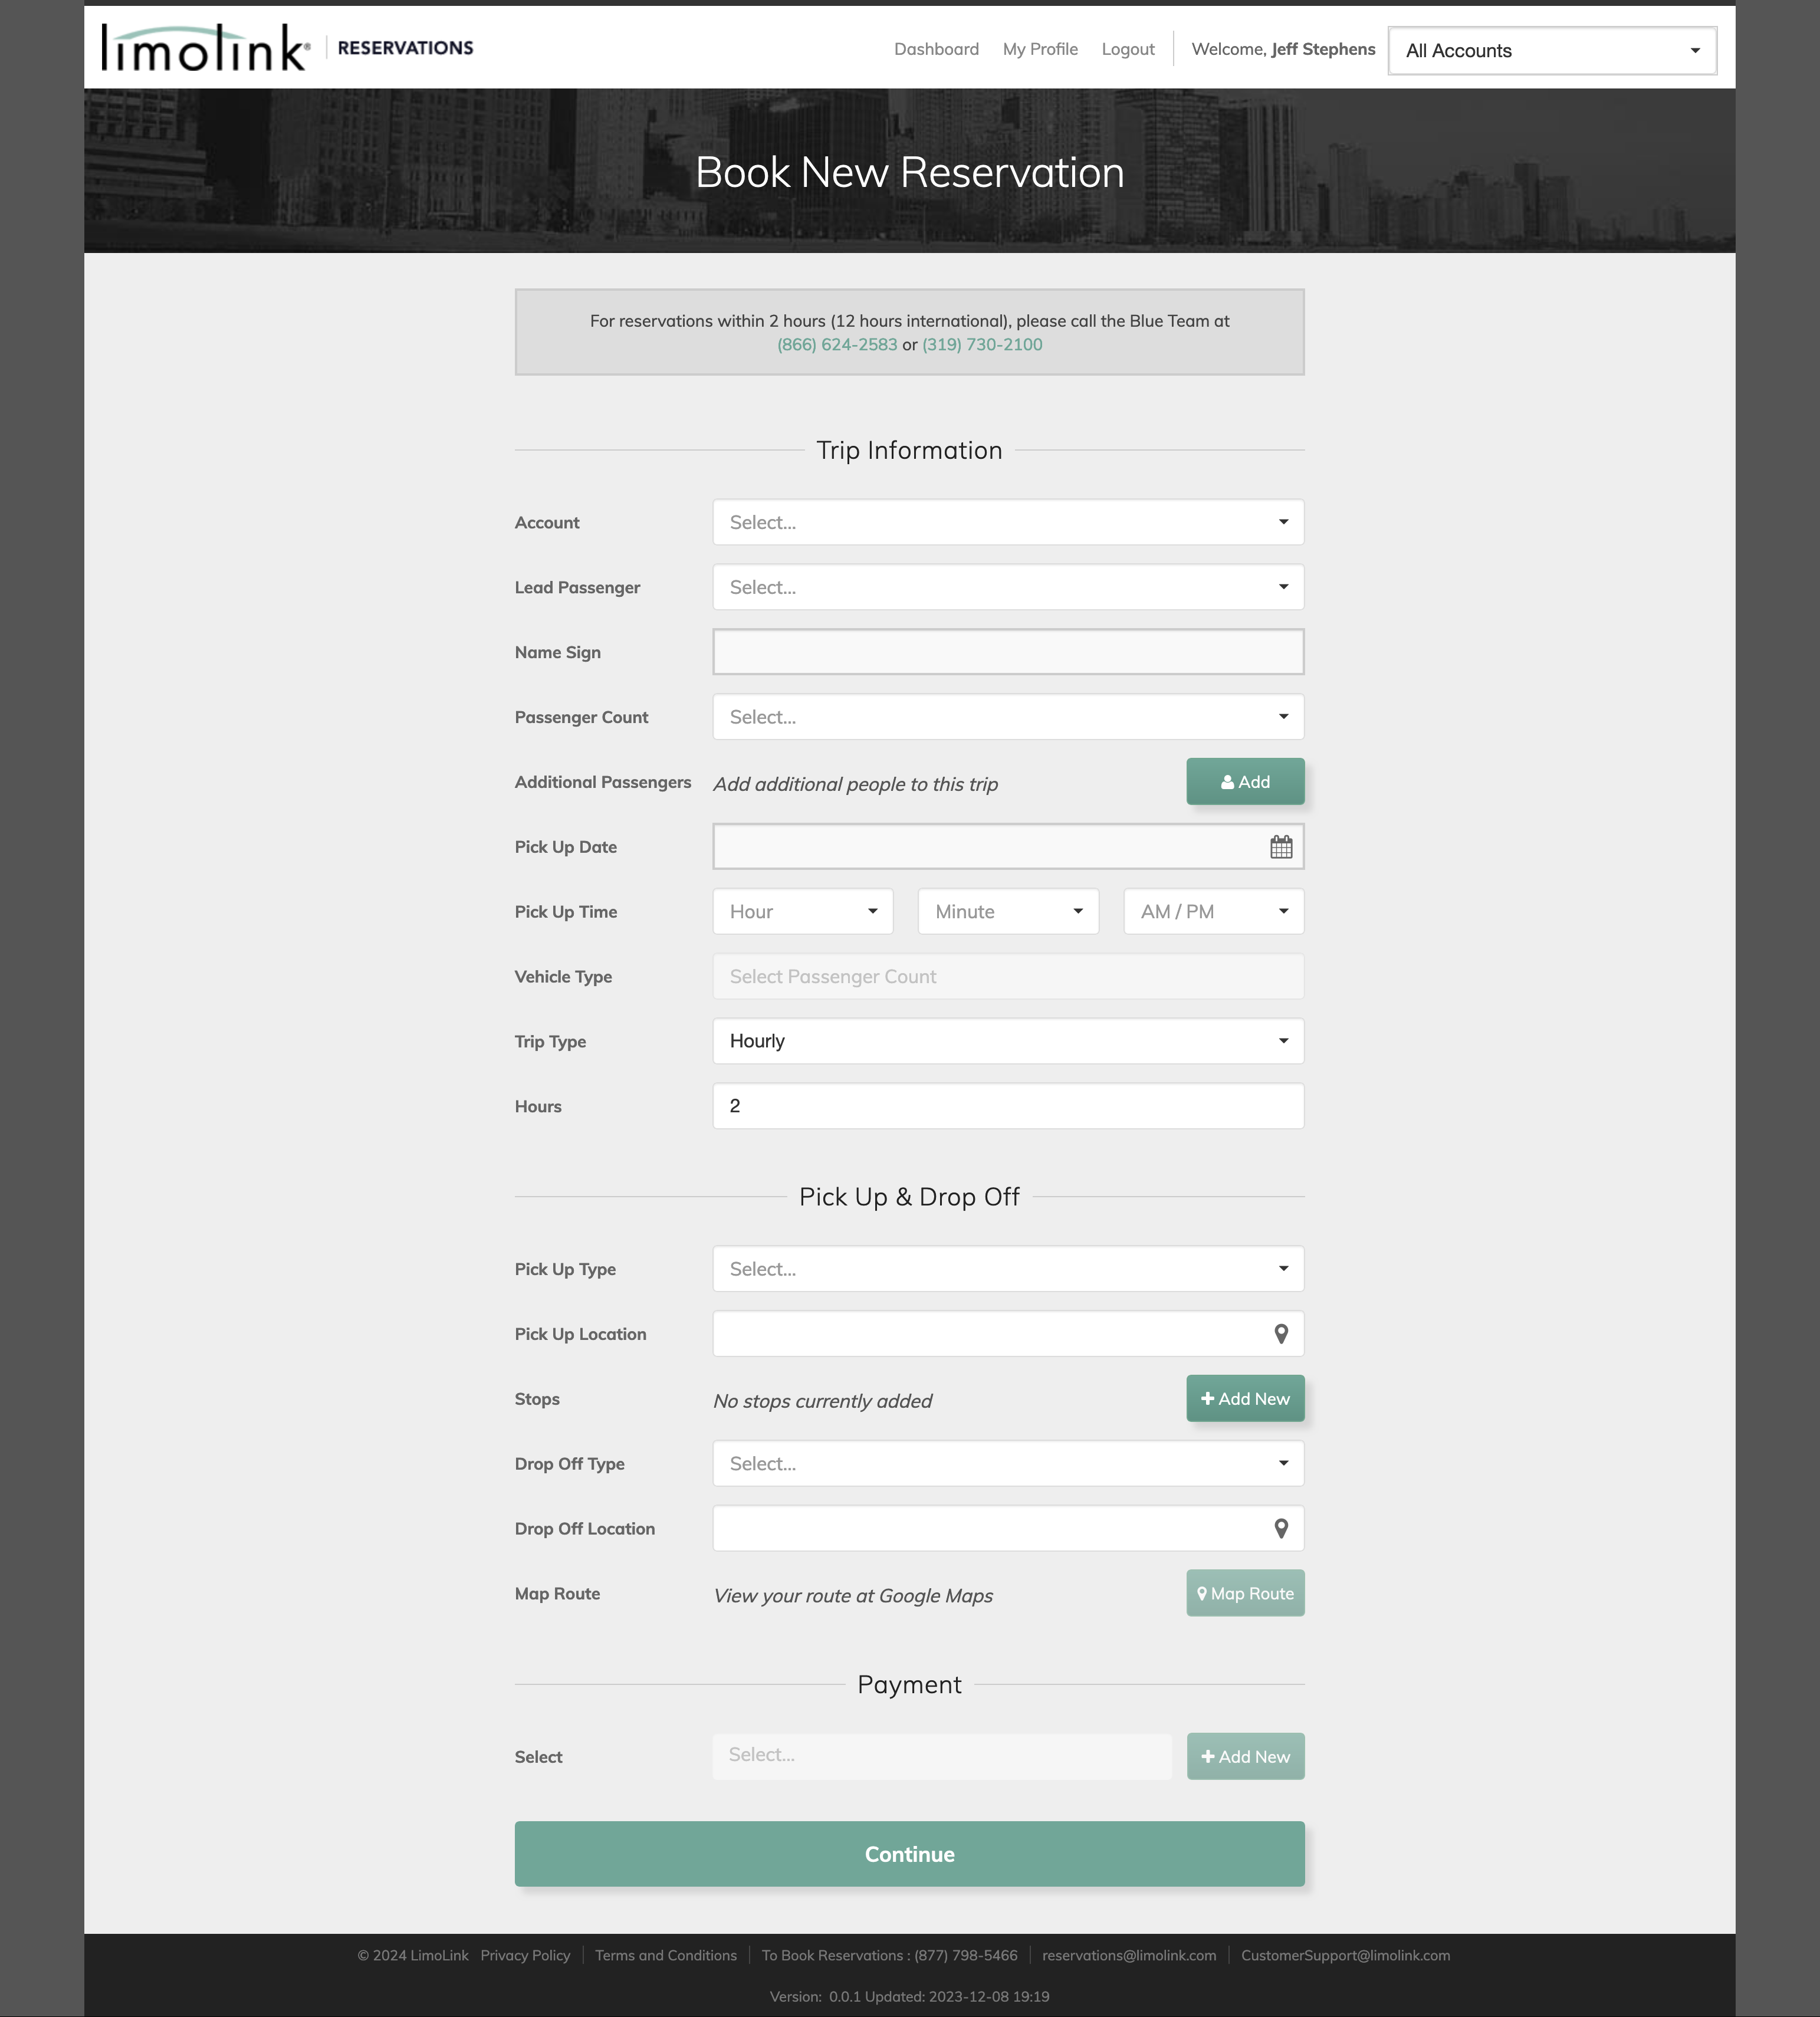 limolink® RESERVATIONS
Dashboard My Profile Logout Welcome, Jeff Stephens All Accounts
Book New Reservation
For reservations within 2 hours (12 hours international), please call the Blue Team at
(866) 624-2583 or (319) 730-2100
Trip Information
Account Select...
Lead Passenger Select...
Name Sign
Passenger Count Select...
Additional Passengers Add additional people to this trip Add
Pick Up Date
Pick Up Time Hour Minute AM / PM
Vehicle Type Select Passenger Count
Trip Type Hourly
Hours 2
Pick Up & Drop Off
Pick Up Type Select...
Pick Up Location
Stops No stops currently added + Add New
Drop Off Type Select...
Drop Off Location
Map Route View your route at Google Maps Map Route
Payment
Select Select... + Add New
Continue
© 2024 LimoLink Privacy Policy Terms and Conditions To Book Reservations : (877) 798-5466 reservations@limolink.com CustomerSupport@limolink.com
Version: 0.0.1 Updated: 2023-12-08 19:19